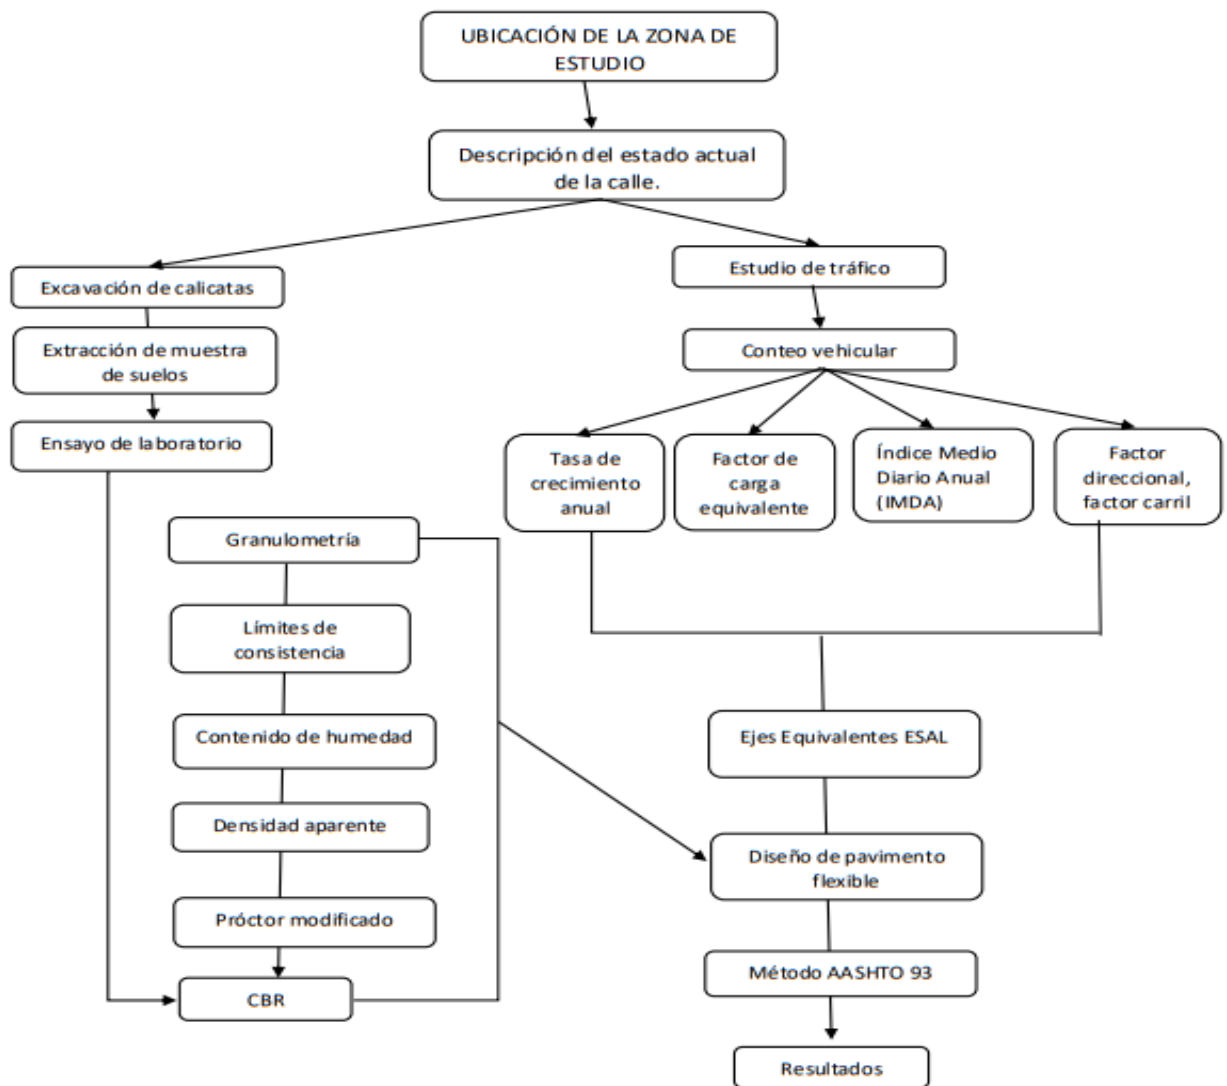 UBICACIÓN DE LA ZONA DE
ESTUDIO
Descripción del estado actual
de la calle.
Excavación de calicatas
Extracción de muestra
de suelos
Ensayo de laboratorio
Granulometría
Límites de
consistencia
Contenido de humedad
Densidad aparente
Próctor modificado
CBR
Estudio de tráfico
Conteo vehicular
Tasa de
crecimiento
anual
Factor de
carga
equivalente
Índice Medio
Diario Anual
(IMDA)
Factor
direccional,
factor carril
Ejes Equivalentes ESAL
Diseño de pavimento
flexible
Método AASHTO 93
Resultados